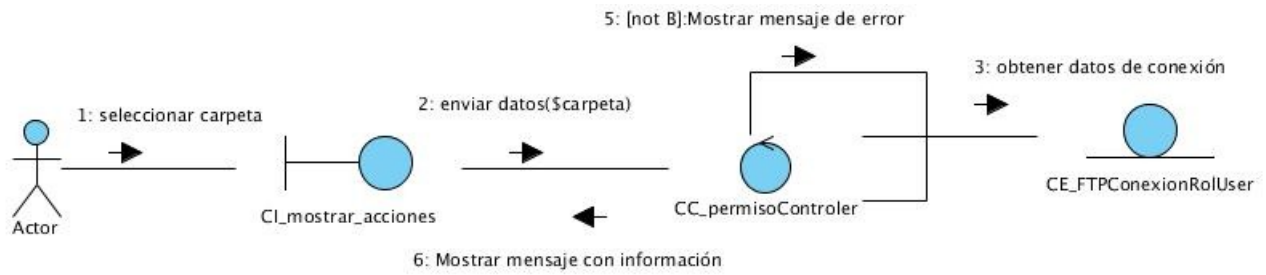 5: [not B]:Mostrar mensaje de error
3: obtener datos de conexión
1: seleccionar carpeta
2: enviar datos($carpeta)
Actor
CI_mostrar_acciones
CC_permisoControler
CE_FTPConexionRolUser
6: Mostrar mensaje con información